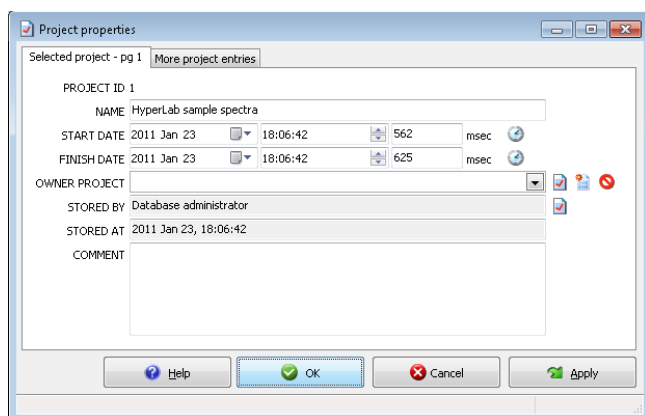 Project properties
Selected project - pg 1 More project entries
PROJECT ID 1
NAME HyperLab sample spectra
START DATE 2011 Jan 23 18:06:42 562 msec
FINISH DATE 2011 Jan 23 18:06:42 625 msec
OWNER PROJECT
STORED BY Database administrator
STORED AT 2011 Jan 23, 18:06:42
COMMENT
Help OK Cancel Apply